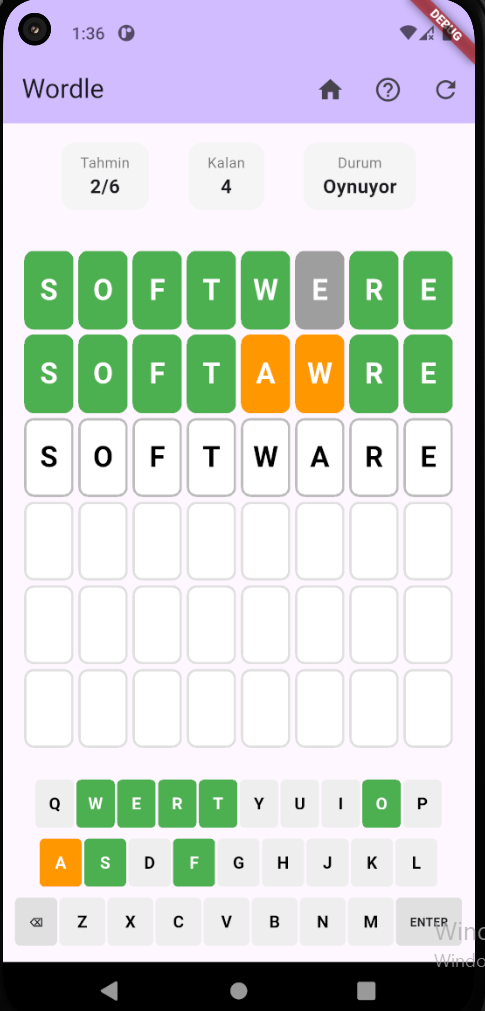 1:36
DEBUG
Wordle
Tahmin Kalan Durum
2/6 4 Oynuyor
S O F T W E R E
S O F T A W R E
S O F T W A R E
Q W E R T Y U I O P
A S D F G H J K L
Z X C V B N M ENTER
Wind
Windo